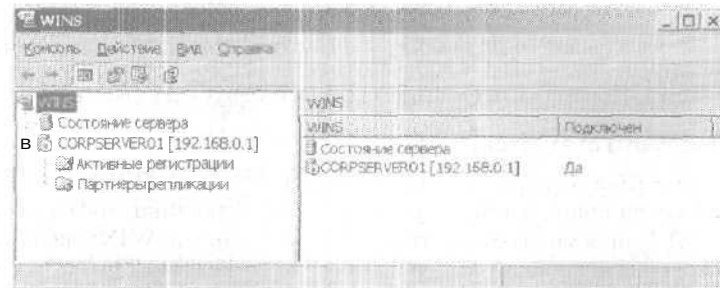 WINS
Консоль Действие Вид Справка
WINS
Состояние сервера
В CORPSERVER01 [192.168.0.1]
Активные регистрации
Партнеры репликации
WINS
WINS Подключен
Состояние сервера
CORPSERVER01 [192.168.0.1] Да